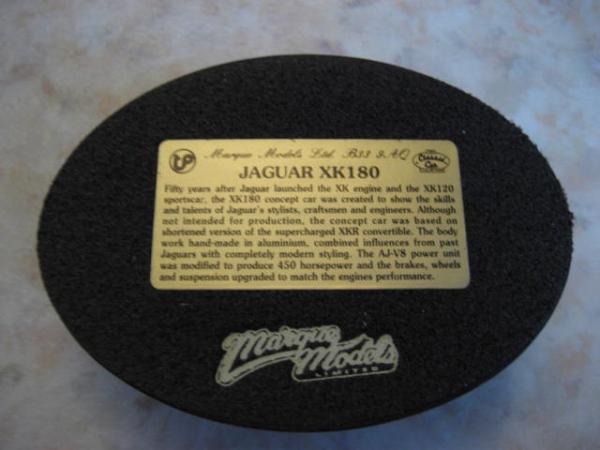 Marque Models Ltd. B33 9AQ
Classic
Car
JAGUAR XK180
Fifty years after Jaguar launched the XK engine and the XK120
sportscar, the XK180 concept car was created to show the skills
and talents of Jaguar's stylists, craftsmen and engineers. Although
not intended for production, the concept car was based on
shortened version of the supercharged XKR convertible. The body
work hand-made in aluminium, combined influences from past
Jaguars with completely modern styling. The AJ-V8 power unit
was modified to produce 450 horsepower and the brakes, wheels
and suspension upgraded to match the engines performance.
Marque
Models
LIMITED